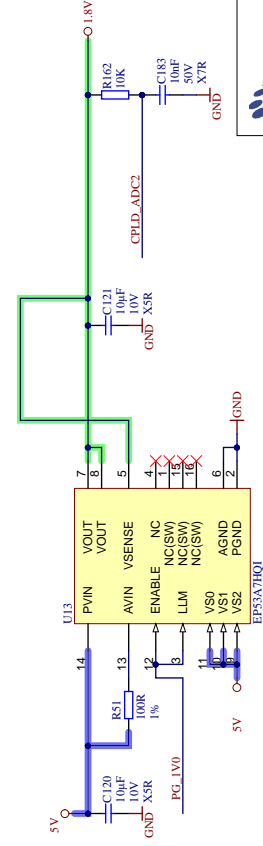 5V
C120
10µF
10V
X5R
GND
R51
100R
1%
PG_1V0
5V
U13
14
PVIN
13
AVIN
12
ENABLE
3
LLM
11
VS0
10
VS1
9
VS2
EP53A7HQI
VOUT
7
VOUT
8
VSENSE
5
NC
4
NC(SW)
1
NC(SW)
15
NC(SW)
16
AGND
6
PGND
2
GND
C121
10µF
10V
X5R
GND
CPLD_ADC2
R162
10K
C183
10nF
50V
X7R
GND
1.8V